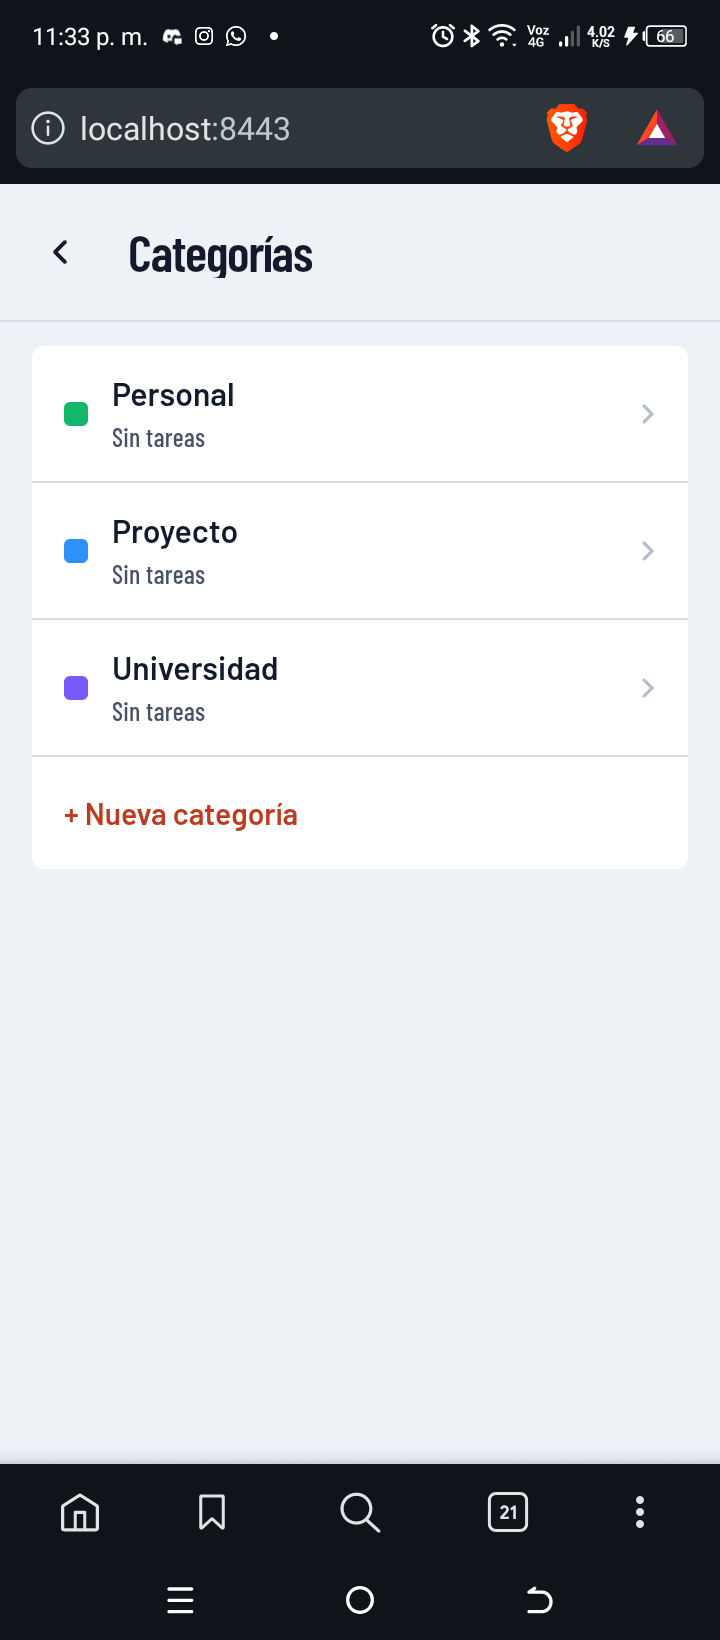 11:33 p. m.
Voz
4G
4.02
K/S
66
localhost:8443
Categorías
Personal
Sin tareas
Proyecto
Sin tareas
Universidad
Sin tareas
+ Nueva categoría
21